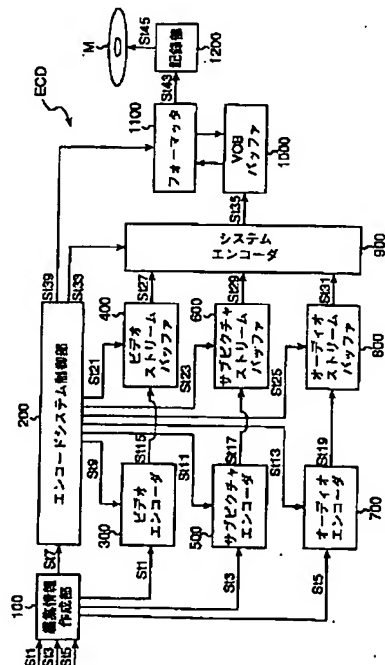 ECD
M
St45
1200
記録部
St43
1100
フォーマッタ
VOB
バッファ
1000
St35
St39
St33
システム
エンコーダ
900
200
エンコードシステム制御部
St21
400
St27
ビデオ
ストリーム
バッファ
St23
600
St29
サブピクチャ
ストリーム
バッファ
St25
St31
オーディオ
ストリーム
バッファ
800
St9
St15
300
ビデオ
エンコーダ
St11
St17
500
サブピクチャ
エンコーダ
St13
St19
オーディオ
エンコーダ
700
St7
100
編集情報
作成部
St1
St3
St5
St1
St3
St5